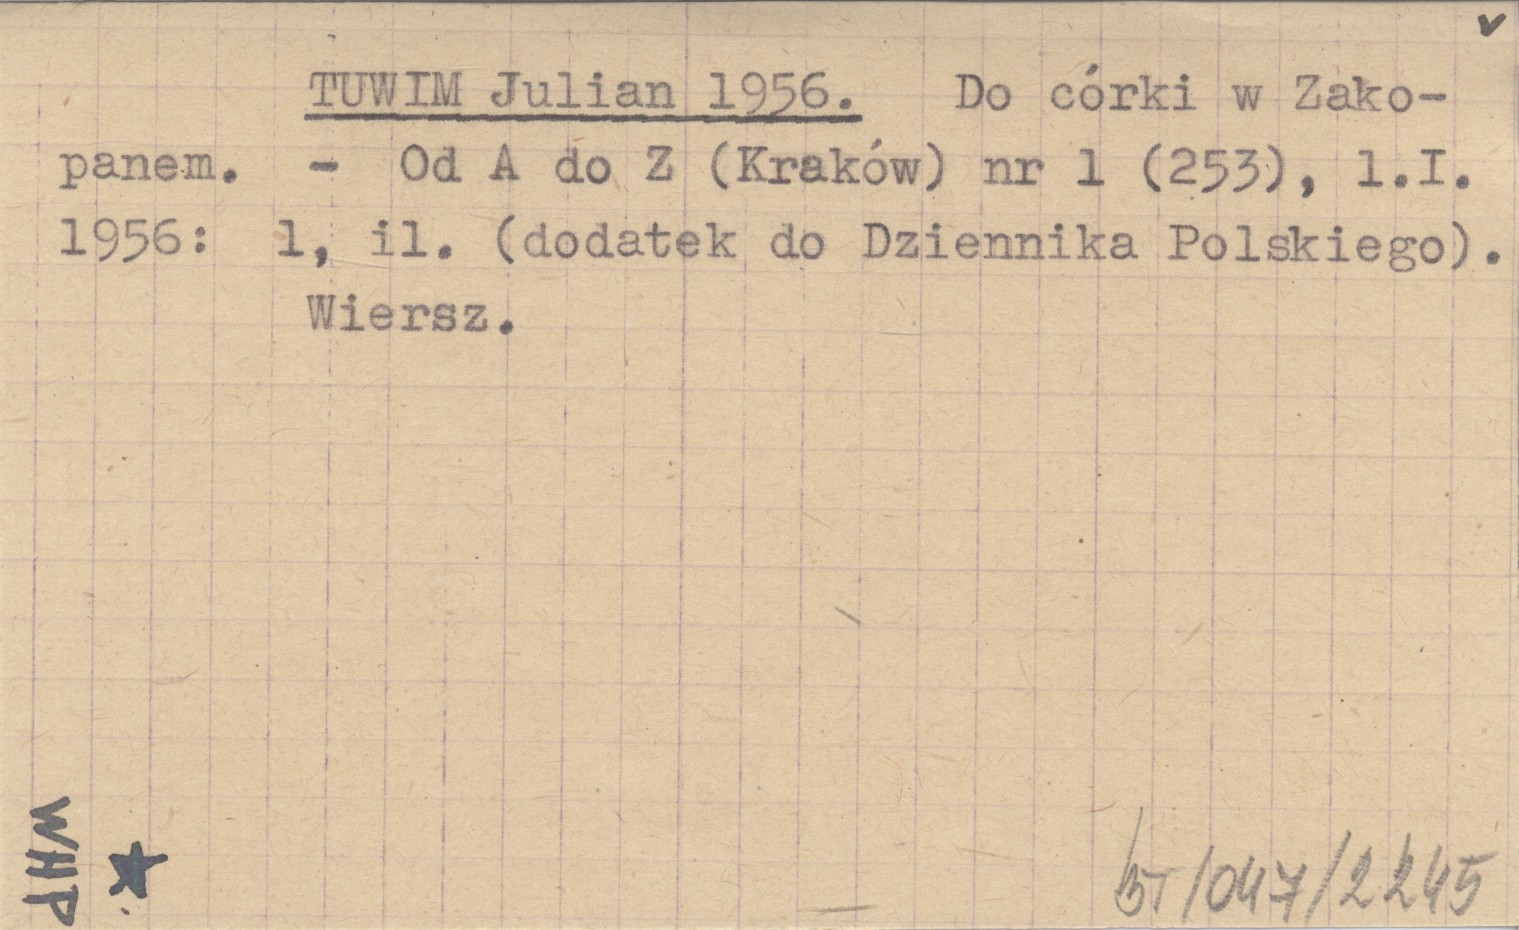 v
TUWIM Julian 1956. Do córki w Zako-
panem. - Od A do Z (Kraków) nr 1 (253), 1.I.
1956: 1, il. (dodatek do Dziennika Polskiego).
Wiersz.
WHP
BT/047/2245